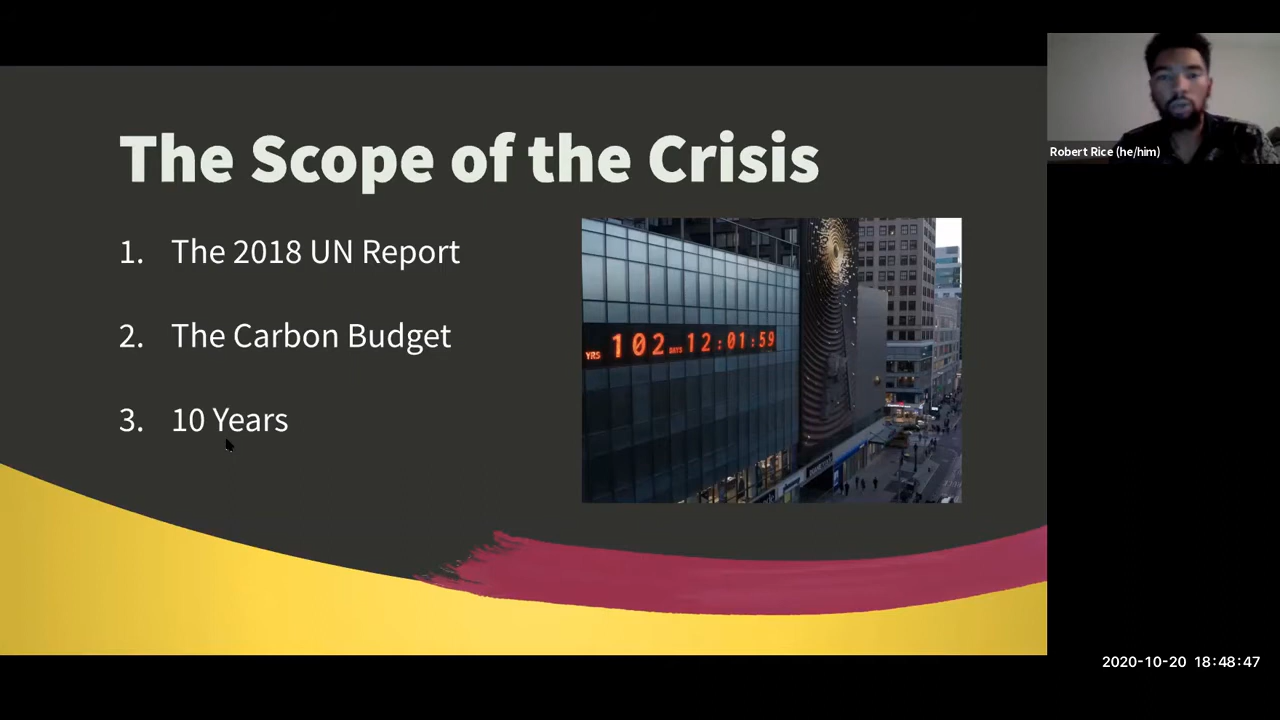 The Scope of the Crisis
1. The 2018 UN Report
2. The Carbon Budget
3. 10 Years
YRS 102 DAYS 12:01:59
Robert Rice (he/him)
2020-10-20 18:48:47